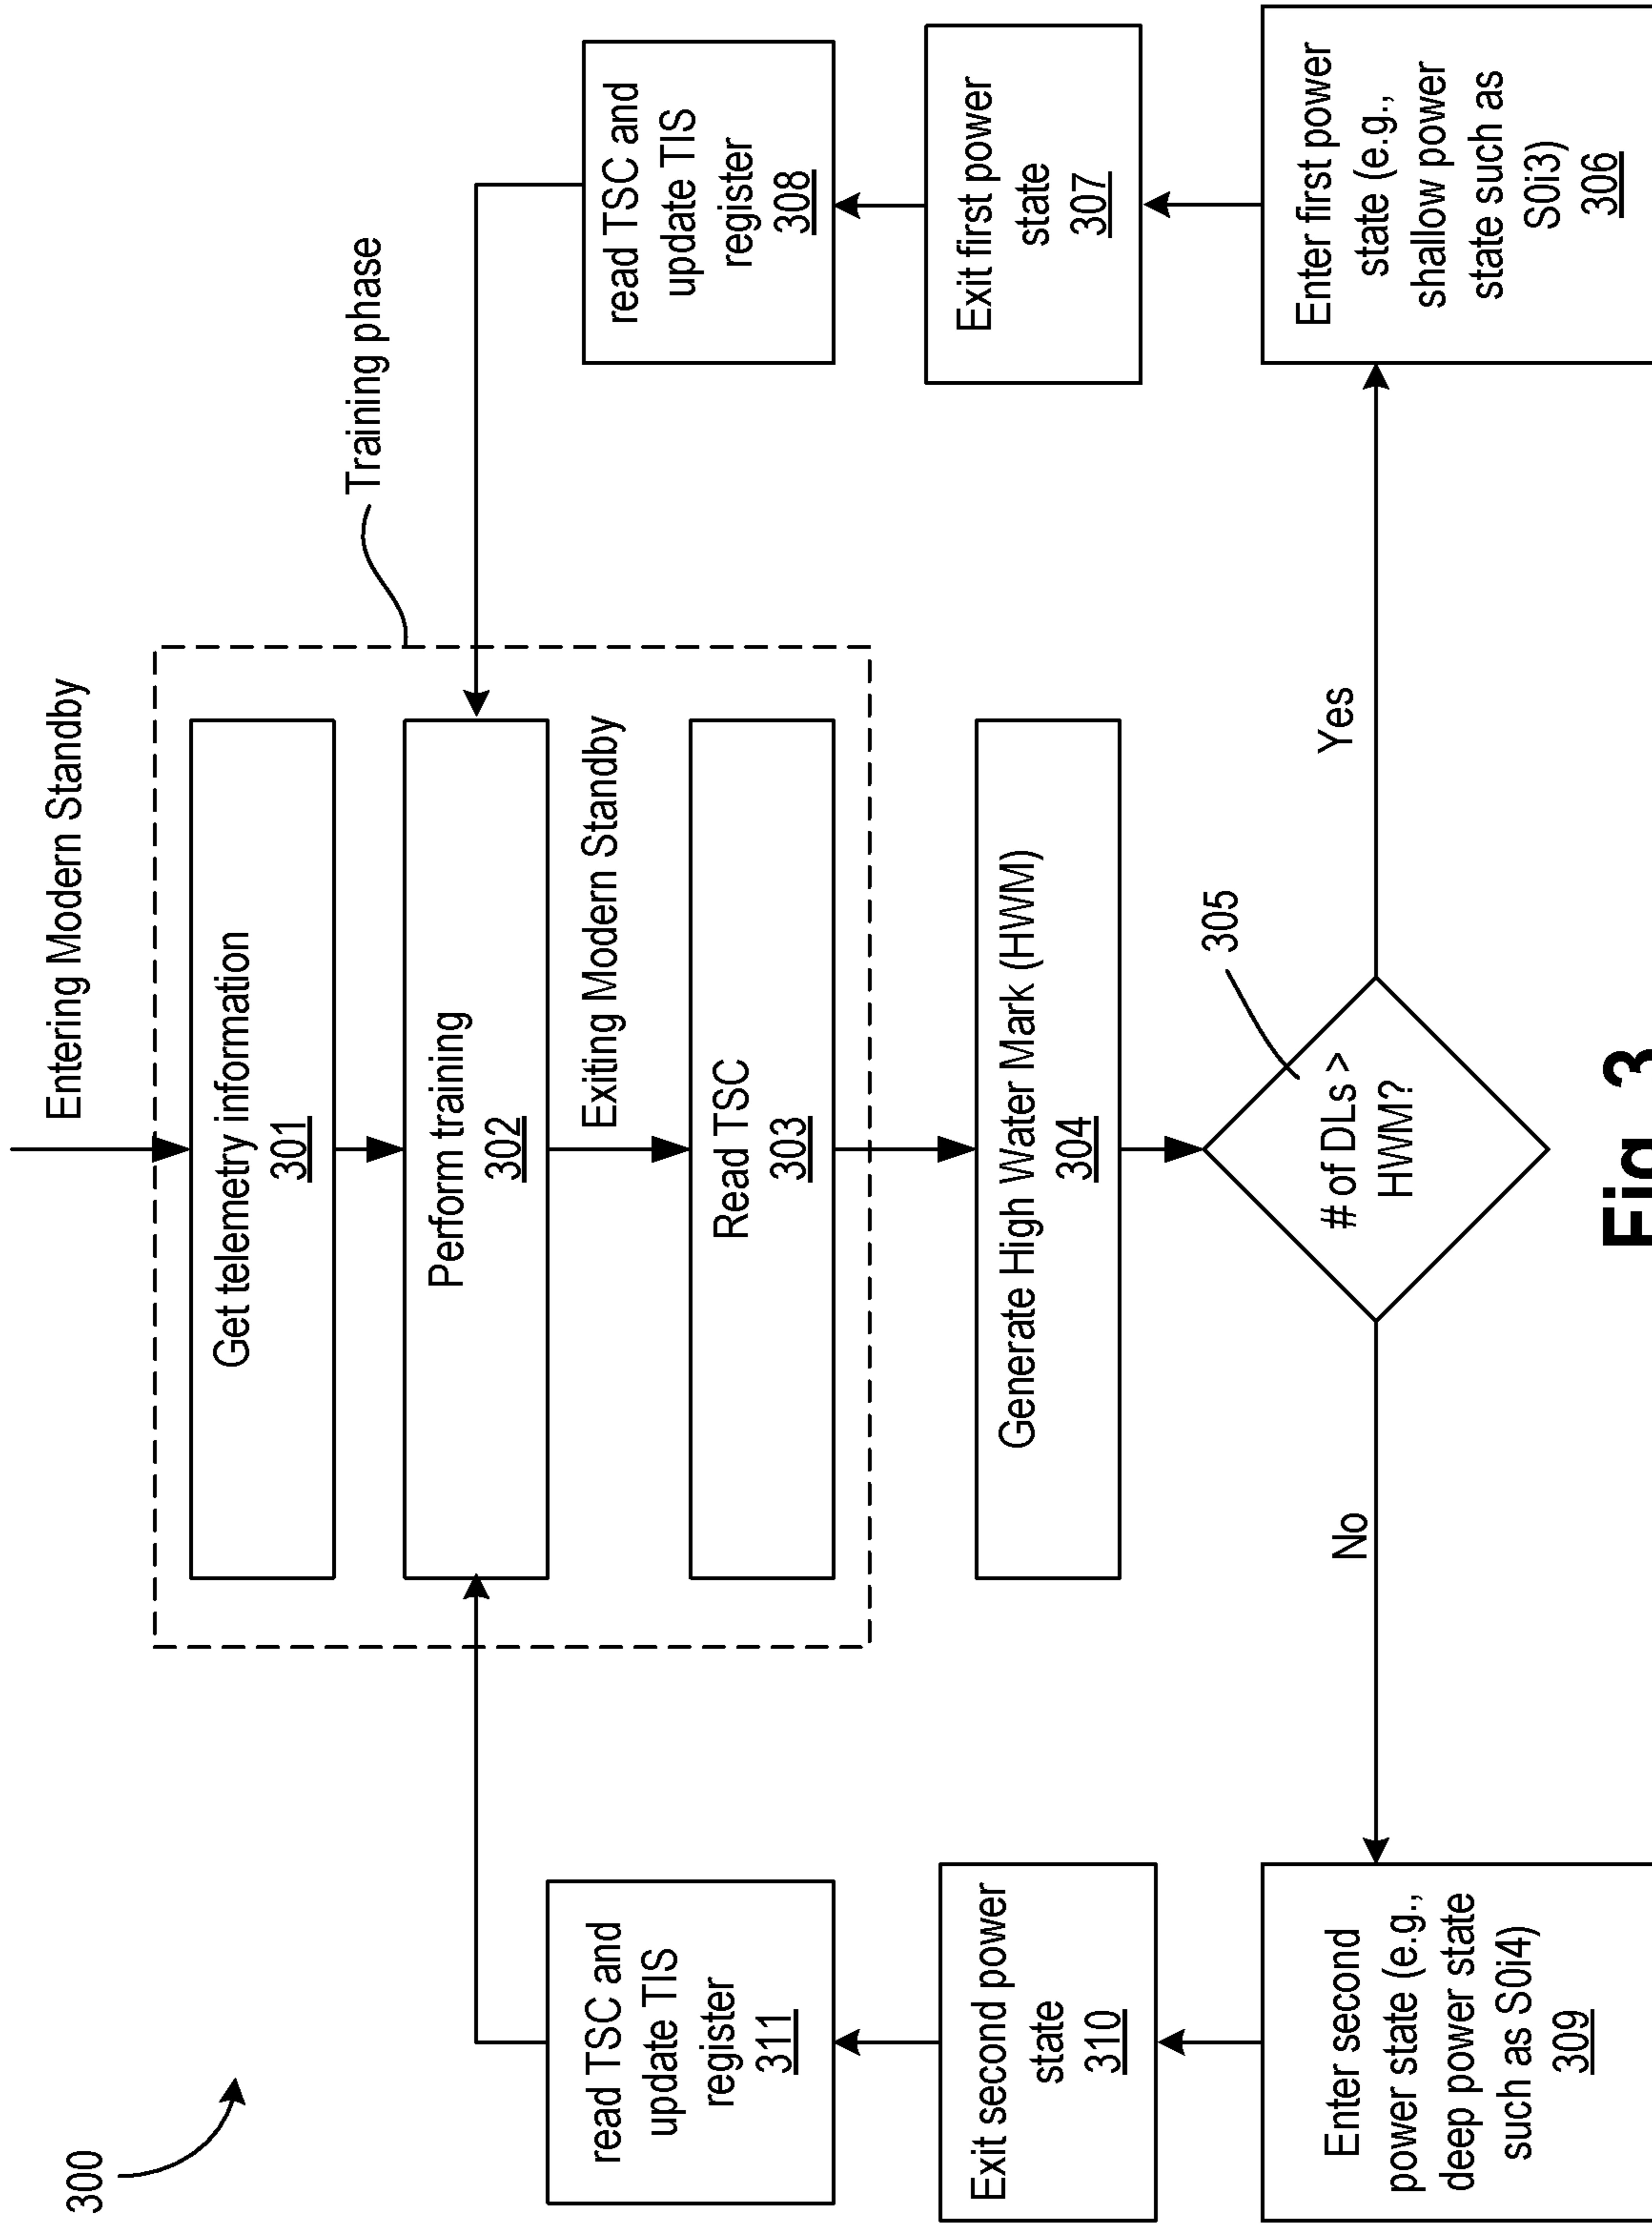 300
Entering Modern Standby
Training phase
Get telemetry information
301
Perform training
302
Exiting Modern Standby
Read TSC
303
Generate High Water Mark (HWM)
304
305
# of DLs >
HWM?
Yes
No
Enter first power
state (e.g.,
shallow power
state such as
S0i3)
306
Exit first power
state
307
read TSC and
update TIS
register
308
Enter second
power state (e.g.,
deep power state
such as S0i4)
309
Exit second power
state
310
read TSC and
update TIS
register
311
Fig. 3